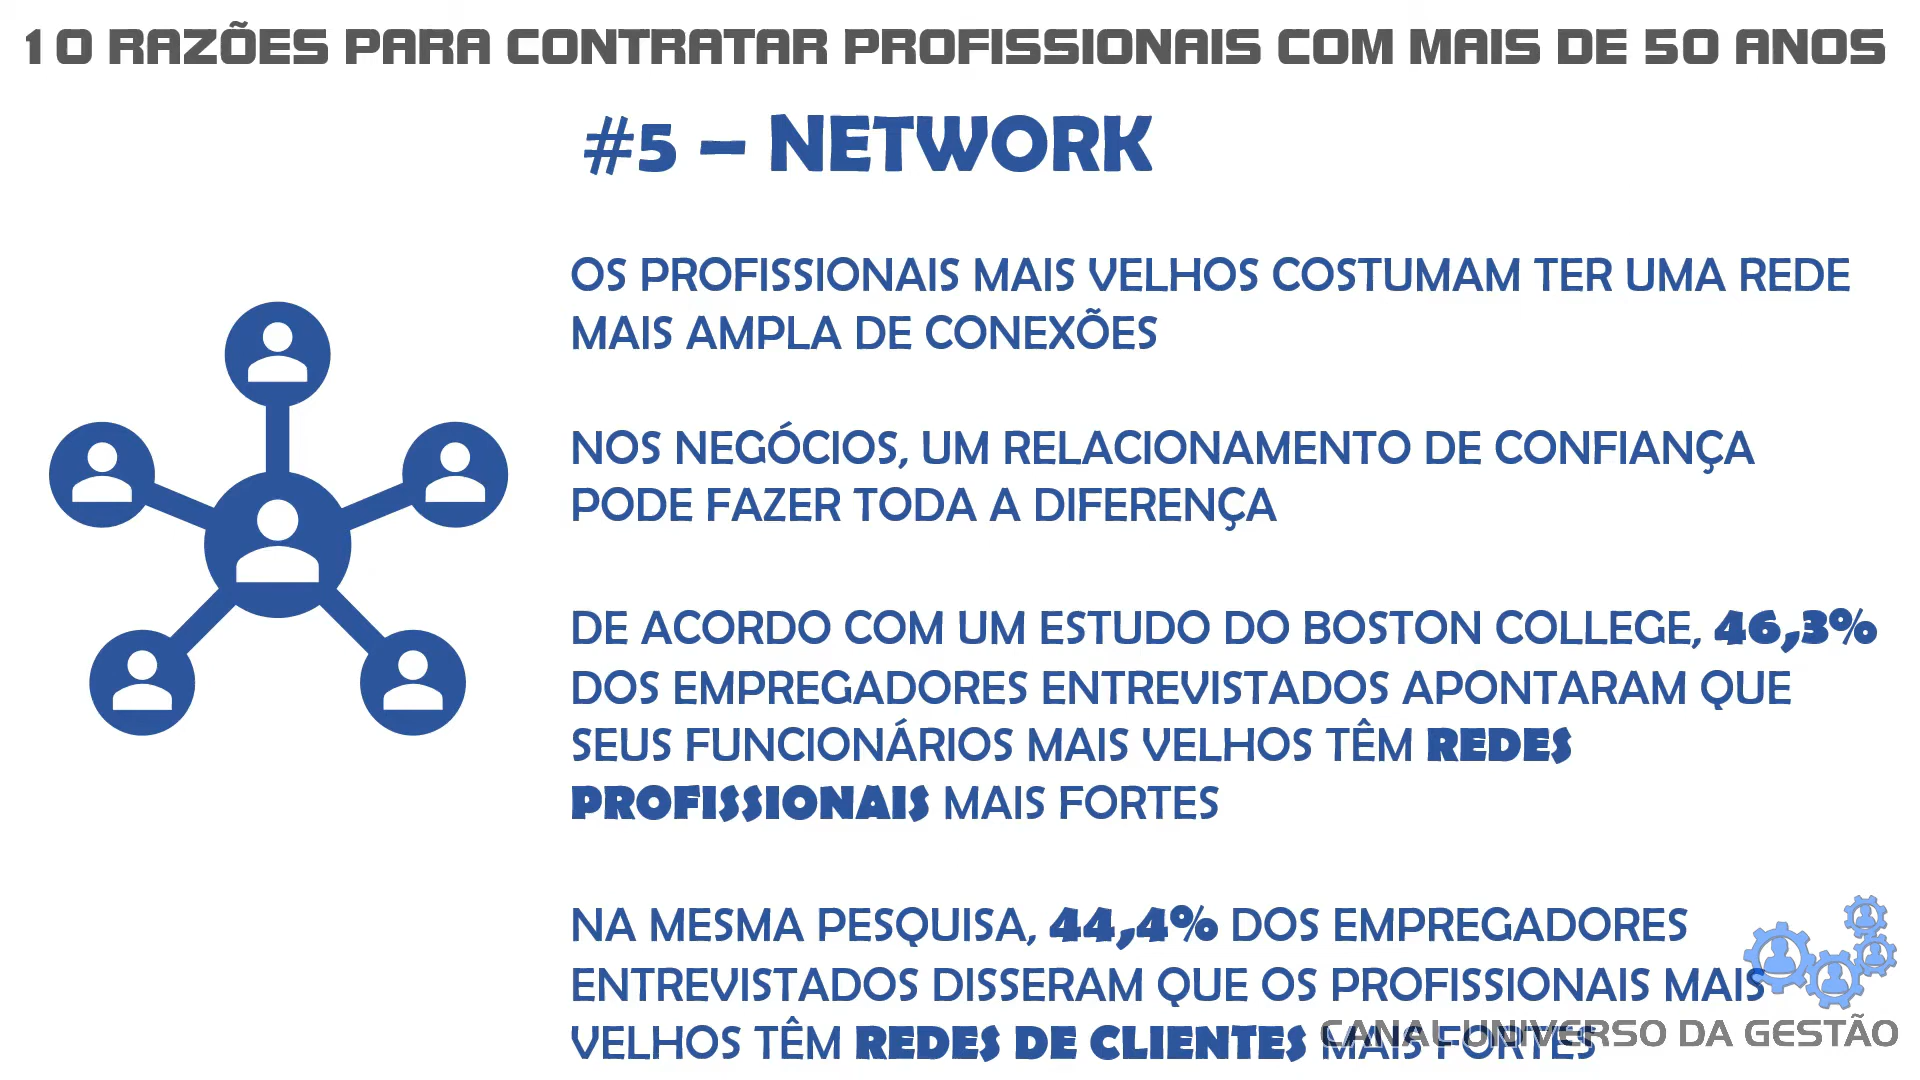 10 RAZÕES PARA CONTRATAR PROFISSIONAIS COM MAIS DE 50 ANOS
#5 – NETWORK
OS PROFISSIONAIS MAIS VELHOS COSTUMAM TER UMA REDE
MAIS AMPLA DE CONEXÕES
NOS NEGÓCIOS, UM RELACIONAMENTO DE CONFIANÇA
PODE FAZER TODA A DIFERENÇA
DE ACORDO COM UM ESTUDO DO BOSTON COLLEGE, 46,3%
DOS EMPREGADORES ENTREVISTADOS APONTARAM QUE
SEUS FUNCIONÁRIOS MAIS VELHOS TÊM REDES
PROFISSIONAIS MAIS FORTES
NA MESMA PESQUISA, 44,4% DOS EMPREGADORES
ENTREVISTADOS DISSERAM QUE OS PROFISSIONAIS MAIS
VELHOS TÊM REDES DE CLIENTES MAIS FORTES
CANAL UNIVERSO DA GESTÃO